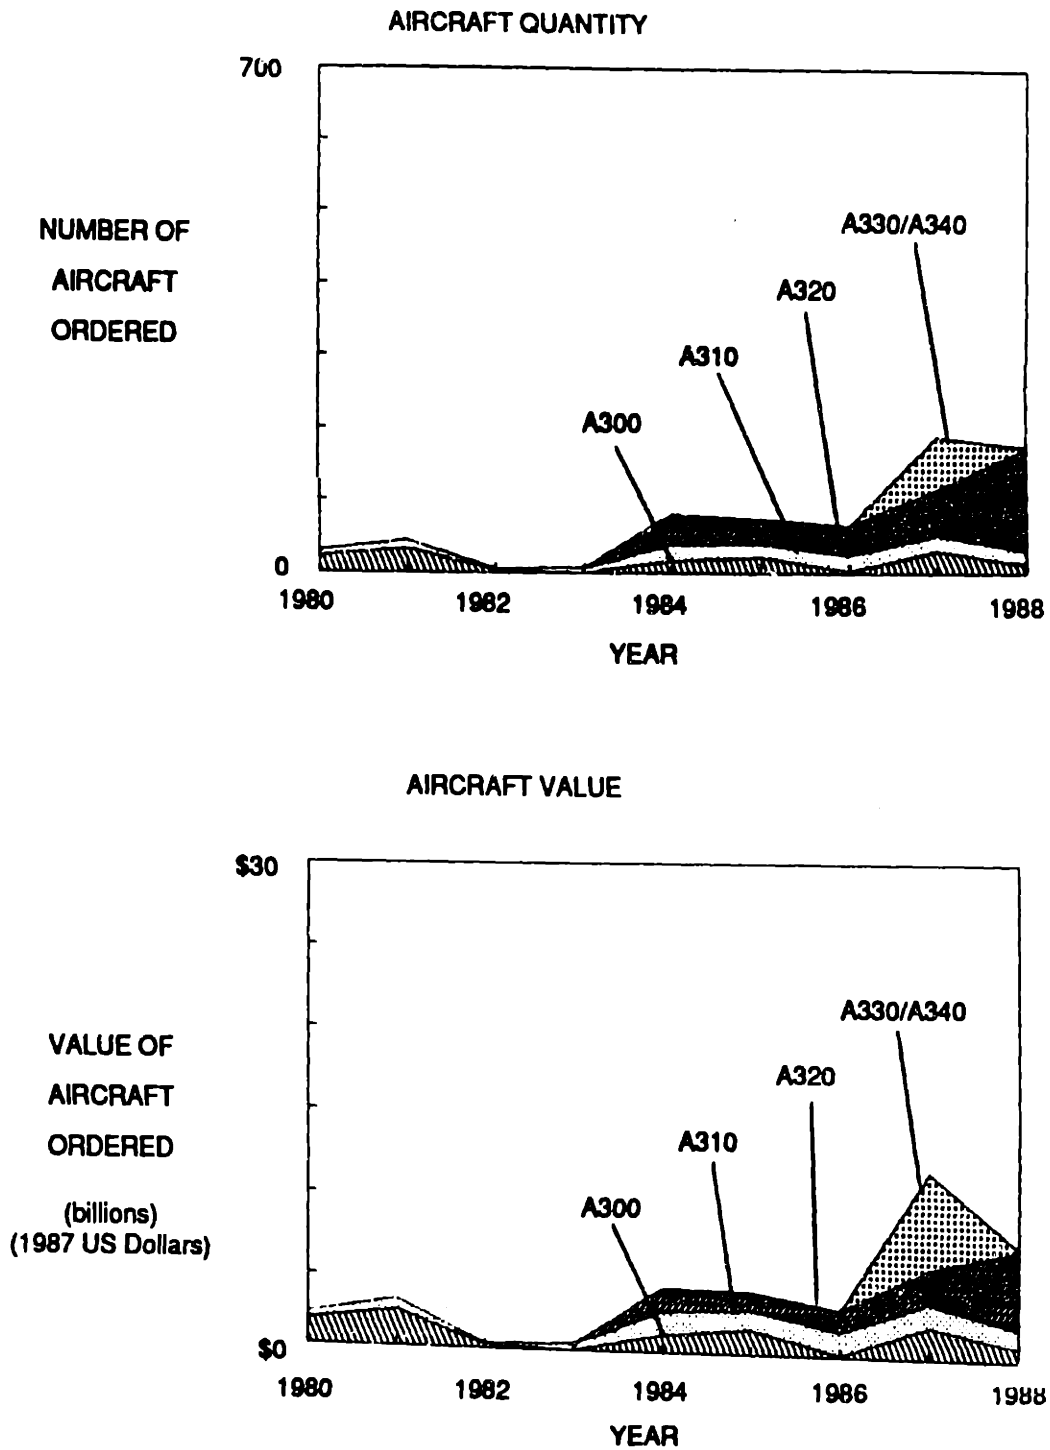 AIRCRAFT QUANTITY
700
NUMBER OF
AIRCRAFT
ORDERED
A330/A340
A320
A310
A300
0
1980 1982 1984 1986 1988
YEAR
AIRCRAFT VALUE
$30
VALUE OF
AIRCRAFT
ORDERED
(billions)
(1987 US Dollars)
A330/A340
A320
A310
A300
$0
1980 1982 1984 1986 1988
YEAR